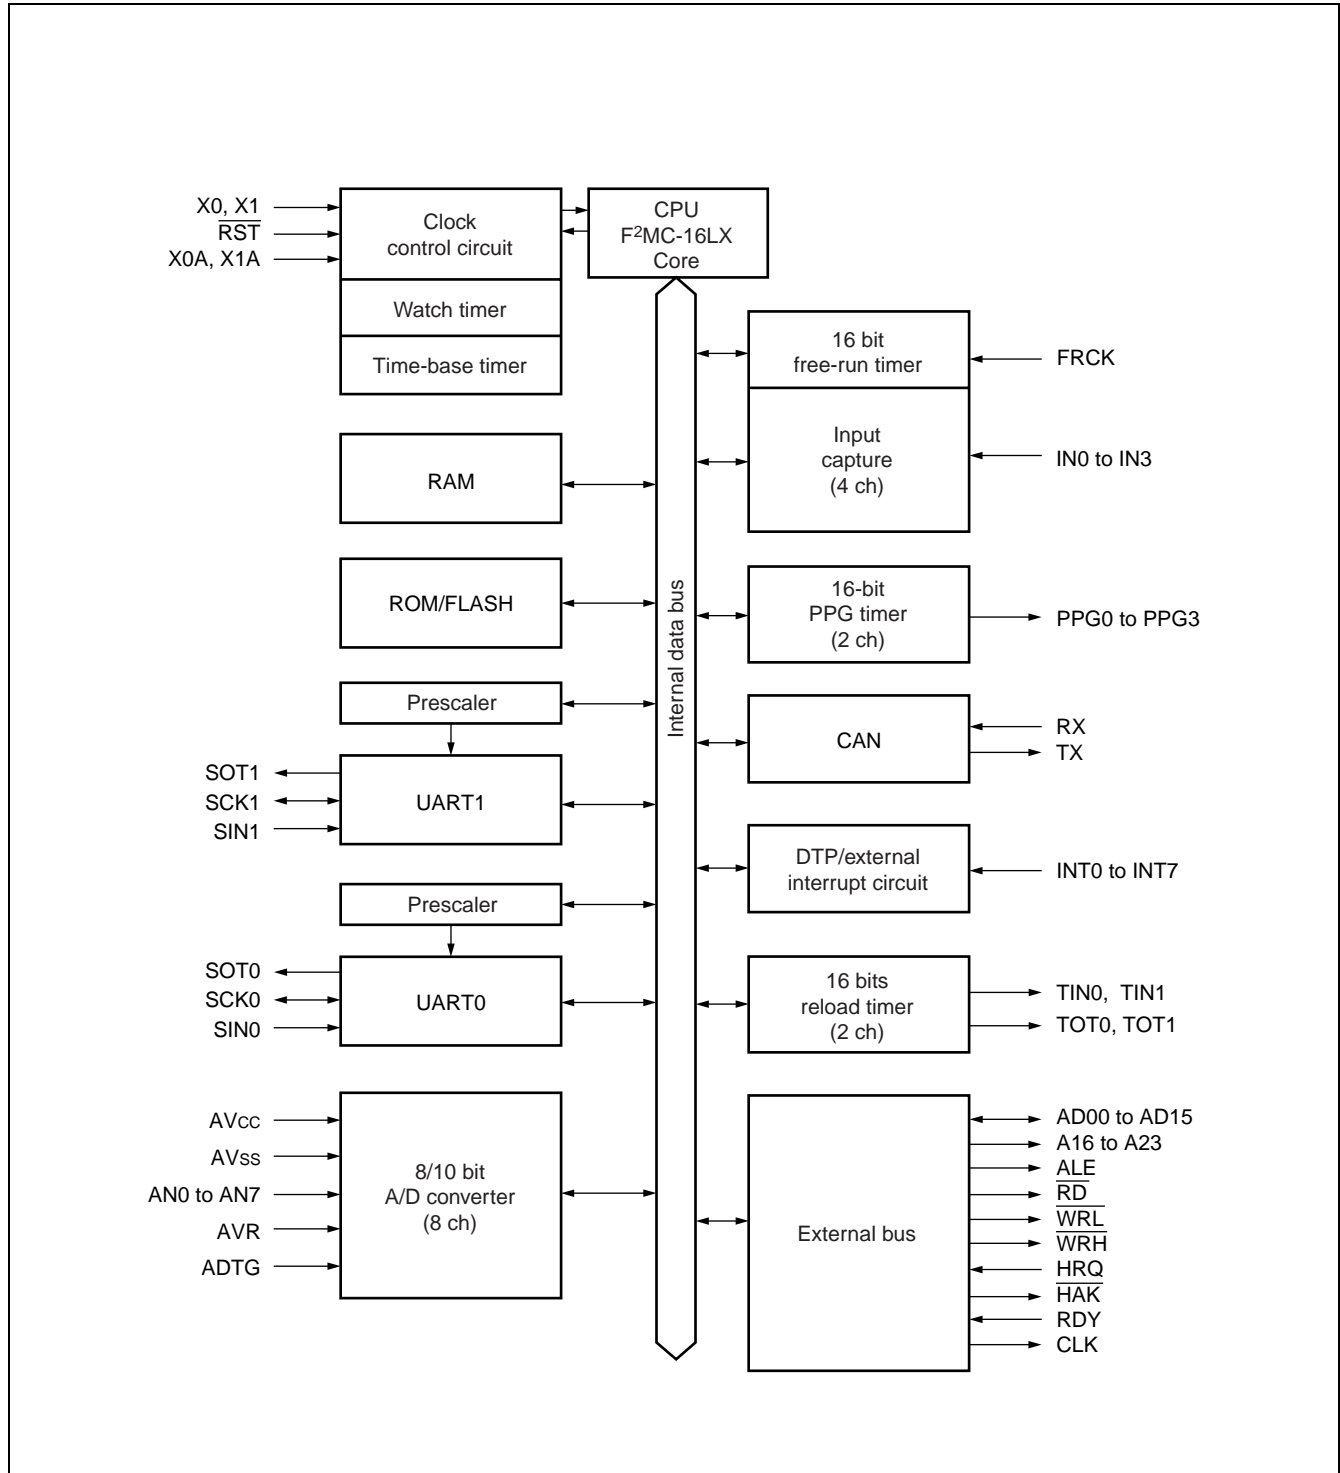 X0, X1
RST
X0A, X1A
Clock
control circuit
Watch timer
Time-base timer
CPU
F²MC-16LX
Core
RAM
ROM/FLASH
Prescaler
SOT1
SCK1
SIN1
UART1
Prescaler
SOT0
SCK0
SIN0
UART0
AVcc
AVss
AN0 to AN7
AVR
ADTG
8/10 bit
A/D converter
(8 ch)
Internal data bus
16 bit
free-run timer
FRCK
Input
capture
(4 ch)
IN0 to IN3
16-bit
PPG timer
(2 ch)
PPG0 to PPG3
CAN
RX
TX
DTP/external
interrupt circuit
INT0 to INT7
16 bits
reload timer
(2 ch)
TIN0, TIN1
TOT0, TOT1
External bus
AD00 to AD15
A16 to A23
ALE
RD
WRL
WRH
HRQ
HAK
RDY
CLK